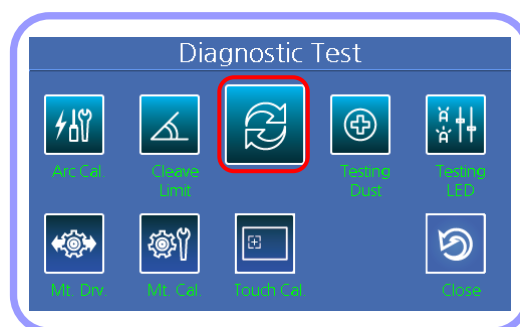 Diagnostic Test
Arc Cal.
Cleave
Limit
Testing
Dust
Testing
LED
Mt. Drv.
Mt. Cal.
Touch Cal.
Close